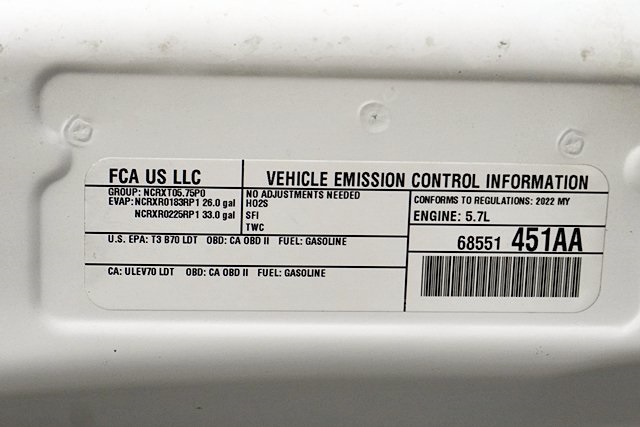 FCA US LLC
VEHICLE EMISSION CONTROL INFORMATION
GROUP: NCRXT05.75P0
EVAP: NCRXR0183RP1 26.0 gal
NCRXR0225RP1 33.0 gal
NO ADJUSTMENTS NEEDED
HO2S
SFI
TWC
CONFORMS TO REGULATIONS: 2022 MY
ENGINE: 5.7L
U.S. EPA: T3 B70 LDT OBD: CA OBD II FUEL: GASOLINE
68551 451AA
CA: ULEV70 LDT OBD: CA OBD II FUEL: GASOLINE